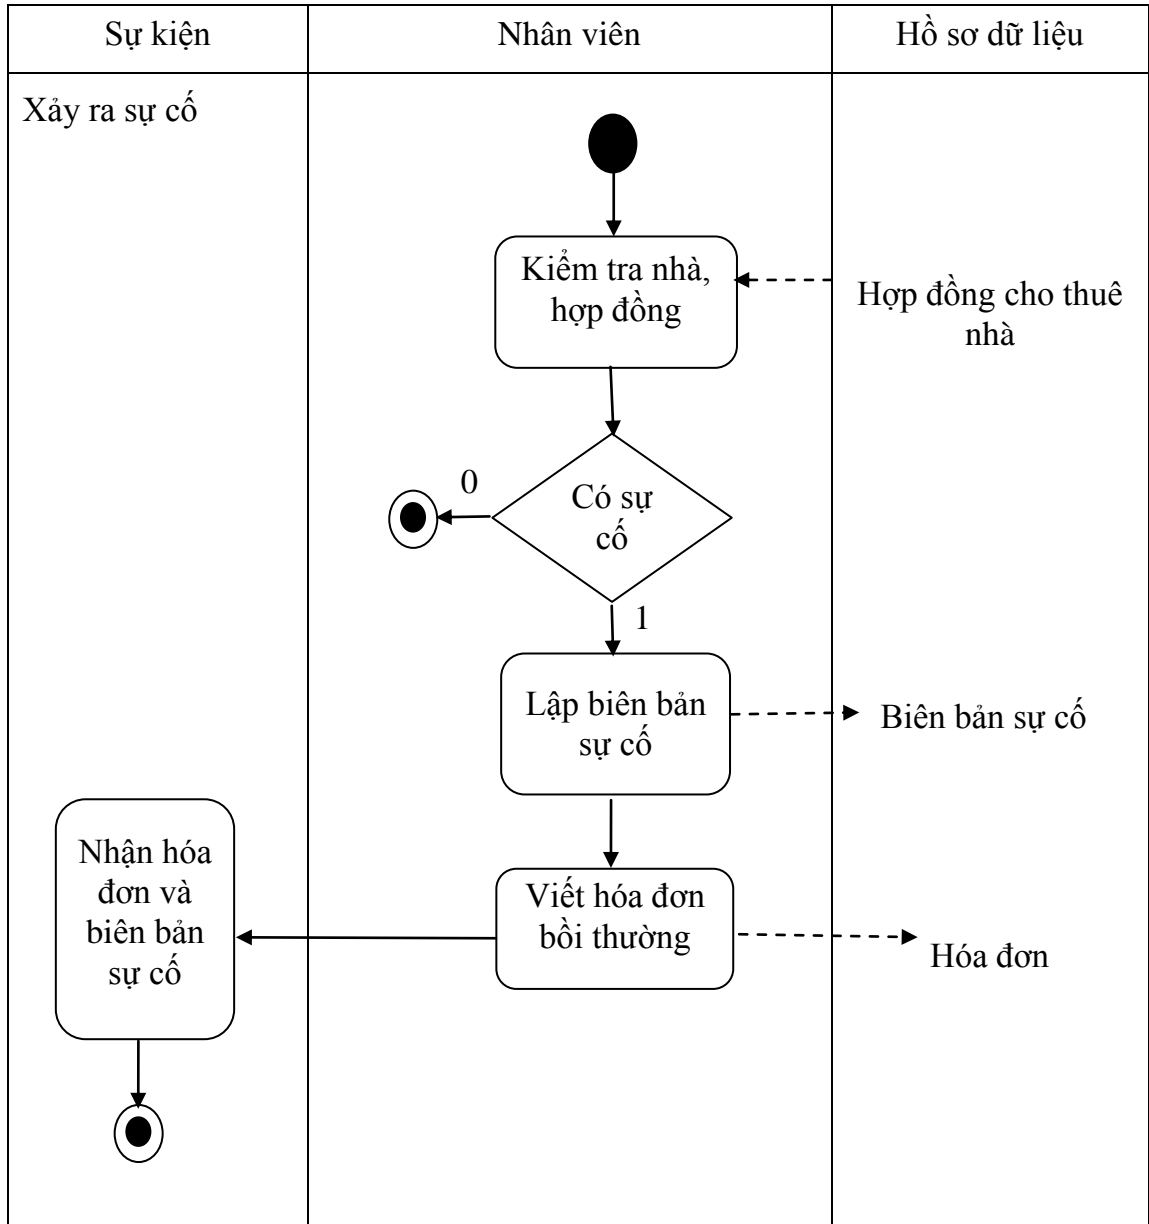 Sự kiện
Nhân viên
Hồ sơ dữ liệu
Xảy ra sự cố
Kiểm tra nhà,
hợp đồng
Hợp đồng cho thuê
nhà
0
Có sự
cố
1
Lập biên bản
sự cố
Biên bản sự cố
Nhận hóa
đơn và
biên bản
sự cố
Viết hóa đơn
bồi thường
Hóa đơn